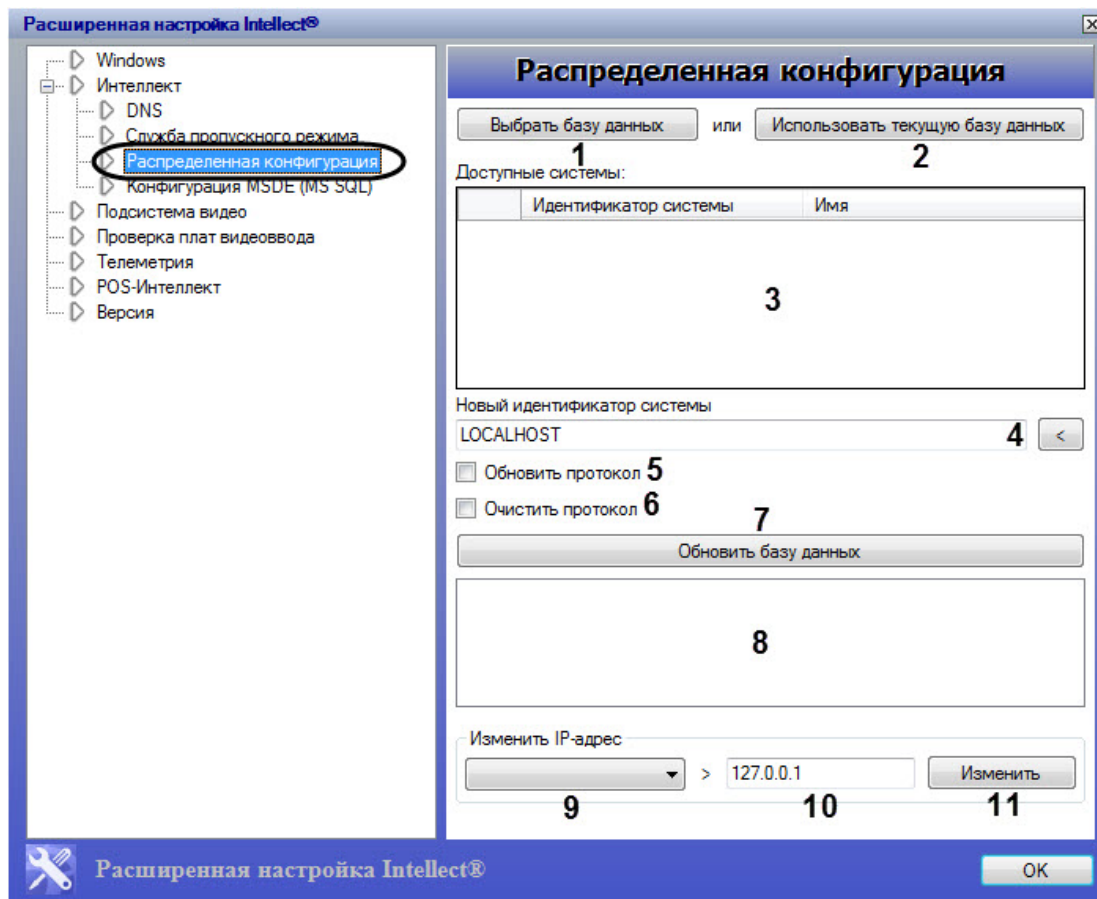 Расширенная настройка Intellect®
Windows
Интеллект
DNS
Служба пропускного режима
Распределенная конфигурация
Конфигурация MSDE (MS SQL)
Подсистема видео
Проверка плат видеоввода
Телеметрия
POS-Интеллект
Версия
Распределенная конфигурация
Выбрать базу данных или Использовать текущую базу данных
1 2
Доступные системы:
Идентификатор системы Имя
3
Новый идентификатор системы
LOCALHOST 4 <
Обновить протокол 5
Очистить протокол 6
7
Обновить базу данных
8
Изменить IP-адрес
> 127.0.0.1 Изменить
9 10 11
Расширенная настройка Intellect® OK